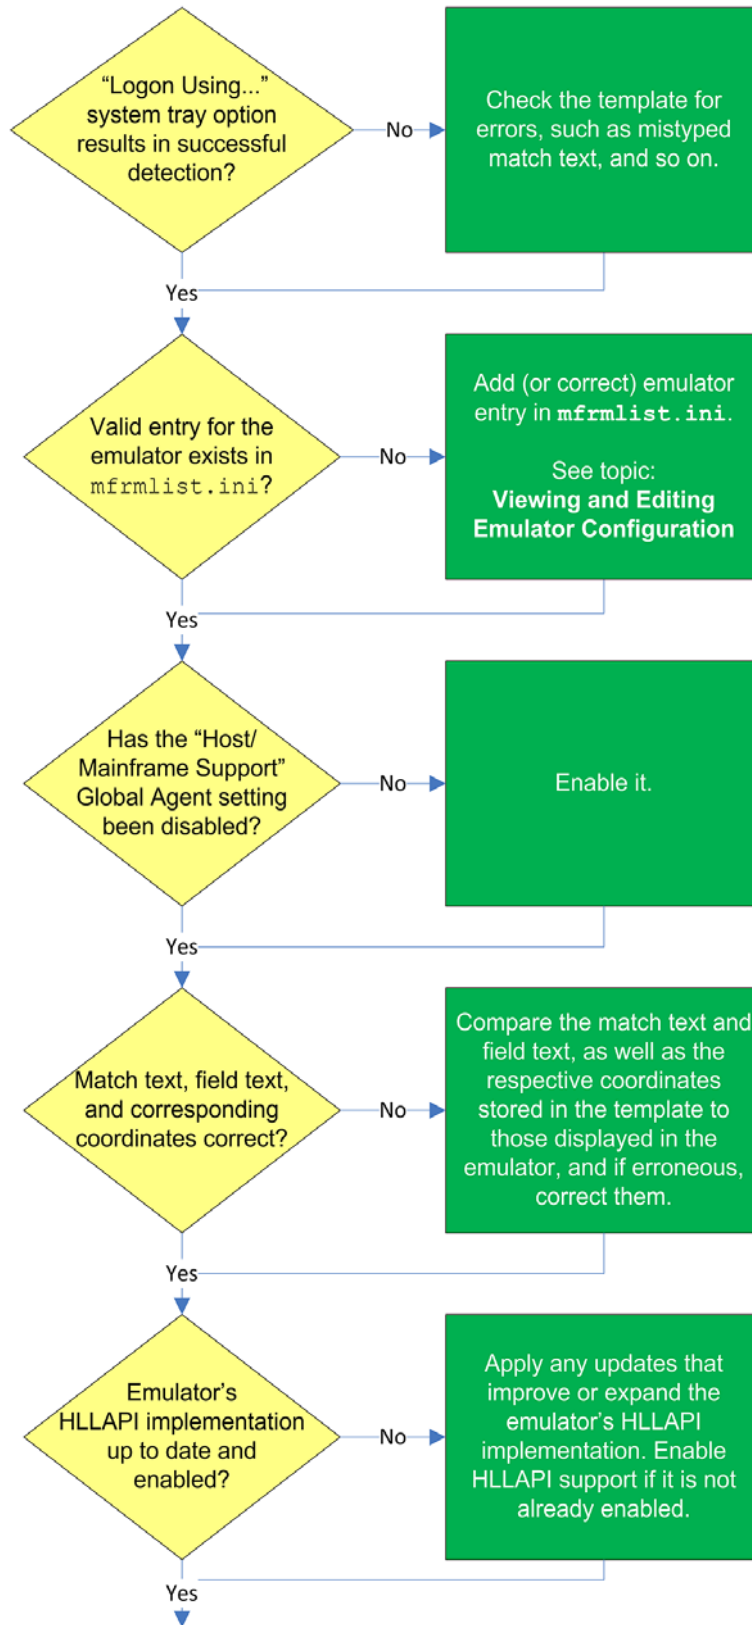 “Logon Using...”
system tray option
results in successful
detection?
No
Check the template for
errors, such as mistyped
match text, and so on.
Yes
Valid entry for the
emulator exists in
mfrmlist.ini?
No
Add (or correct) emulator
entry in mfrmlist.ini.
See topic:
Viewing and Editing
Emulator Configuration
Yes
Has the “Host/
Mainframe Support”
Global Agent setting
been disabled?
No
Enable it.
Yes
Match text, field text,
and corresponding
coordinates correct?
No
Compare the match text and
field text, as well as the
respective coordinates
stored in the template to
those displayed in the
emulator, and if erroneous,
correct them.
Yes
Emulator’s
HLLAPI implementation
up to date and
enabled?
No
Apply any updates that
improve or expand the
emulator’s HLLAPI
implementation. Enable
HLLAPI support if it is not
already enabled.
Yes